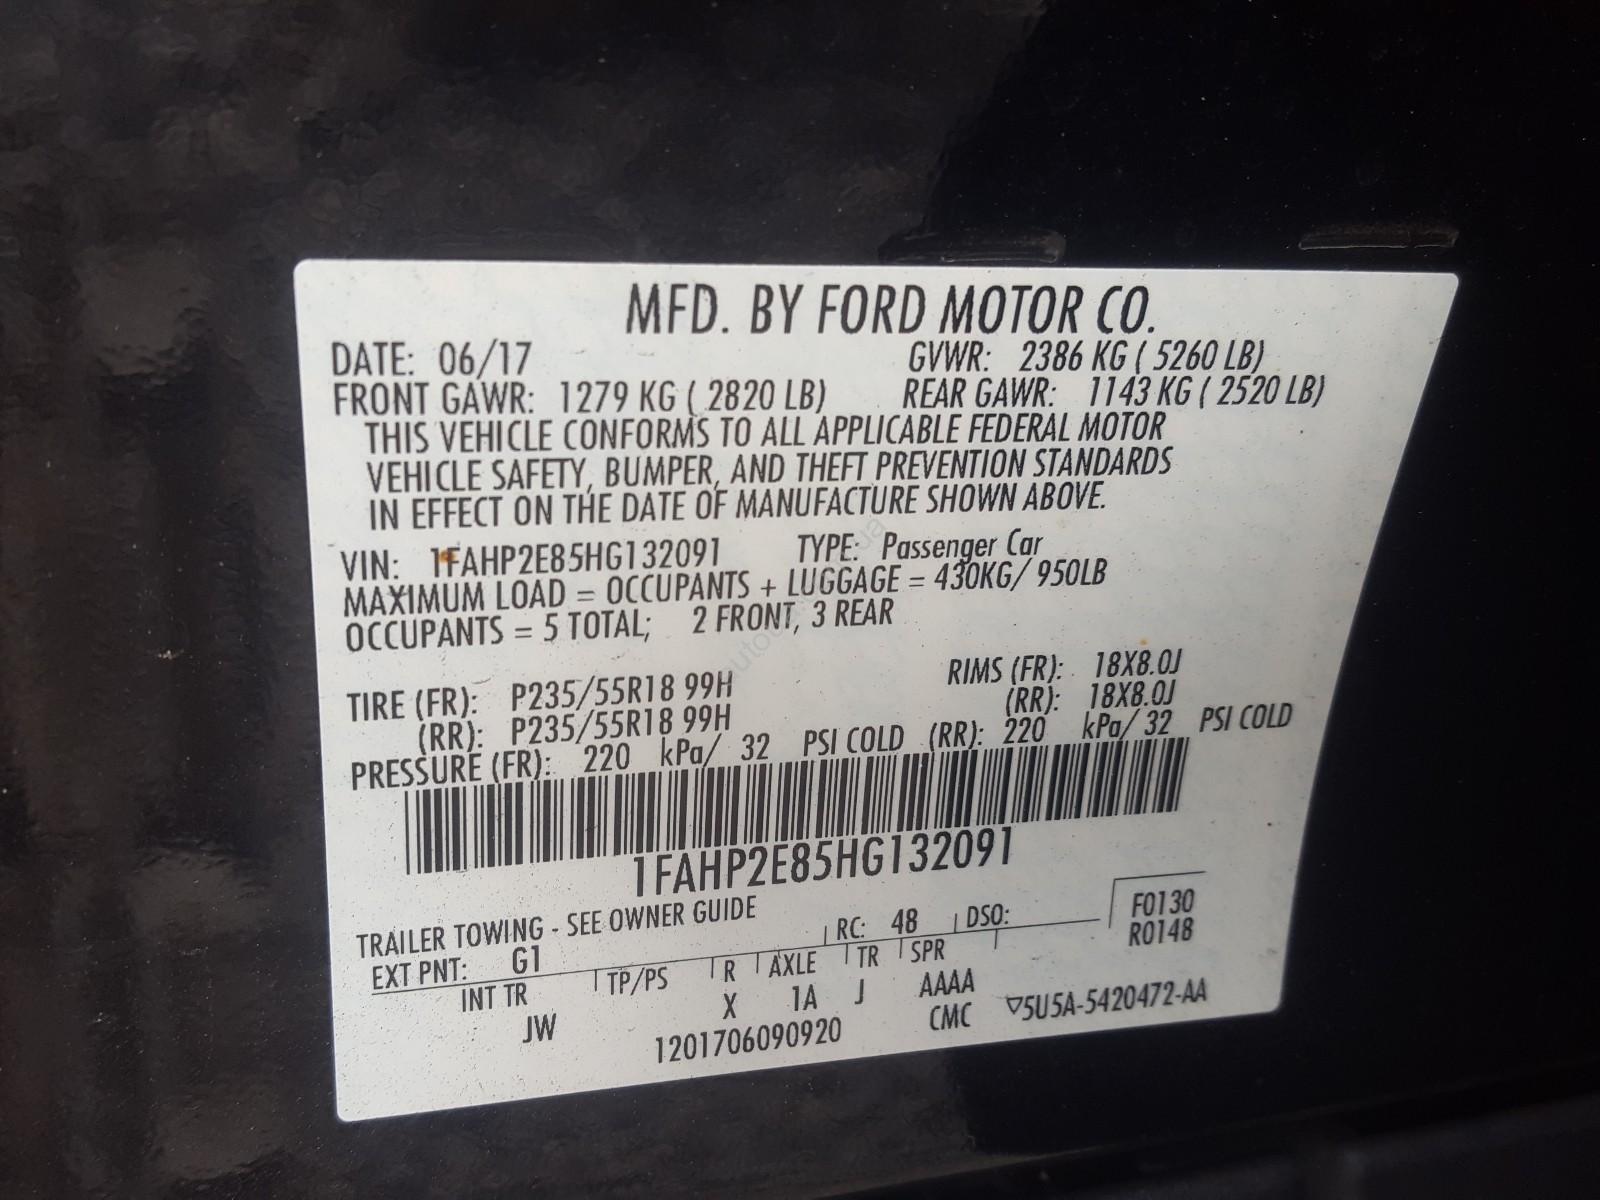 MFD. BY FORD MOTOR CO.
DATE: 06/17 GVWR: 2386 KG ( 5260 LB)
FRONT GAWR: 1279 KG ( 2820 LB) REAR GAWR: 1143 KG ( 2520 LB)
THIS VEHICLE CONFORMS TO ALL APPLICABLE FEDERAL MOTOR
VEHICLE SAFETY, BUMPER, AND THEFT PREVENTION STANDARDS
IN EFFECT ON THE DATE OF MANUFACTURE SHOWN ABOVE.
VIN: 1FAHP2E85HG132091 TYPE: Passenger Car
MAXIMUM LOAD = OCCUPANTS + LUGGAGE = 430KG/ 950LB
OCCUPANTS = 5 TOTAL; 2 FRONT, 3 REAR
TIRE (FR): P235/55R18 99H RIMS (FR): 18X8.0J
(RR): P235/55R18 99H (RR): 18X8.0J
PRESSURE (FR): 220 kPa/ 32 PSI COLD (RR): 220 kPa/ 32 PSI COLD
1FAHP2E85HG132091
TRAILER TOWING - SEE OWNER GUIDE
EXT PNT: G1 RC: 48 DSO: F0130
R0148
INT TR TP/PS R AXLE TR SPR
JW X 1A J AAAA
1201706090920 CMC ▽5U5A-5420472-AA